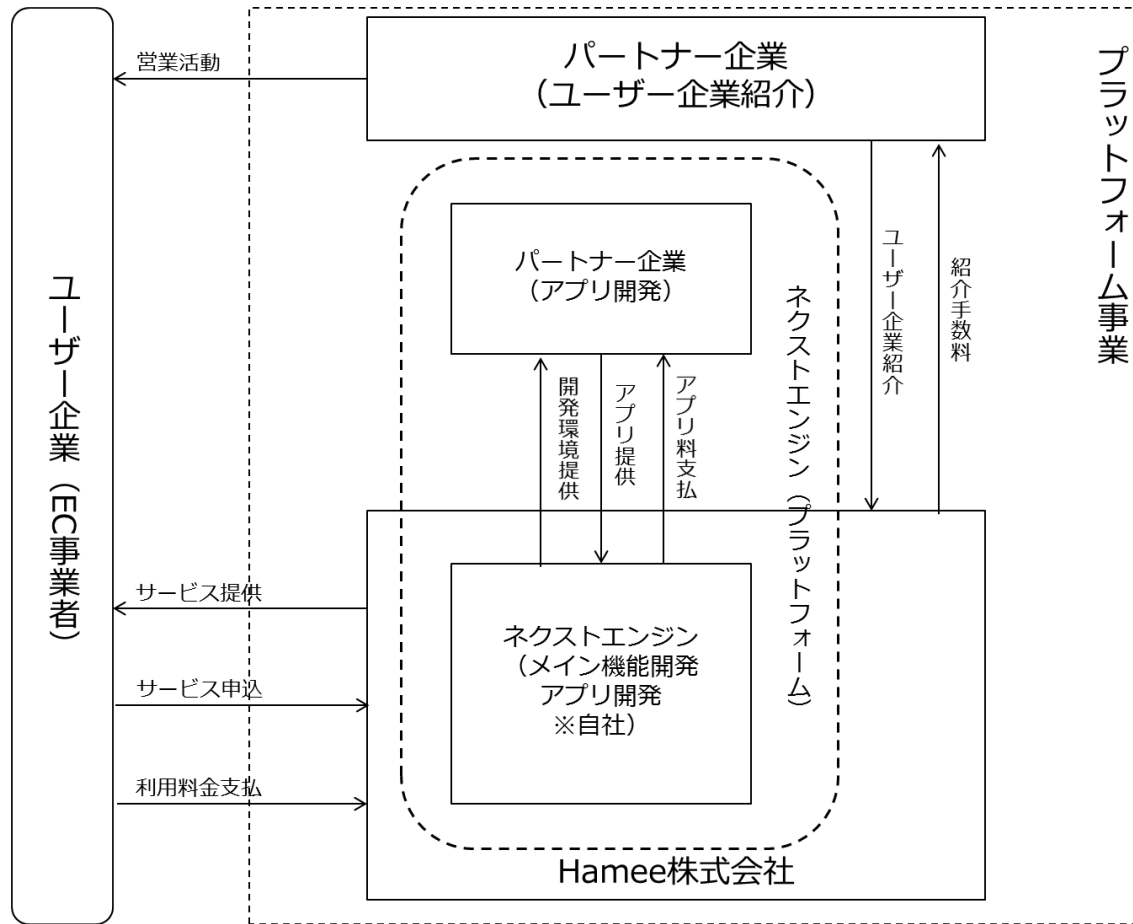 パートナー企業
（ユーザー企業紹介）
プラットフォーム事業
営業活動
パートナー企業
（アプリ開発）
ユーザー企業紹介
紹介手数料
ユーザー企業（EC事業者）
ネクストエンジン（プラットフォーム）
開発環境提供
アプリ提供
アプリ料支払
サービス提供
ネクストエンジン
（メイン機能開発
アプリ開発
※自社）
サービス申込
利用料金支払
Hamee株式会社